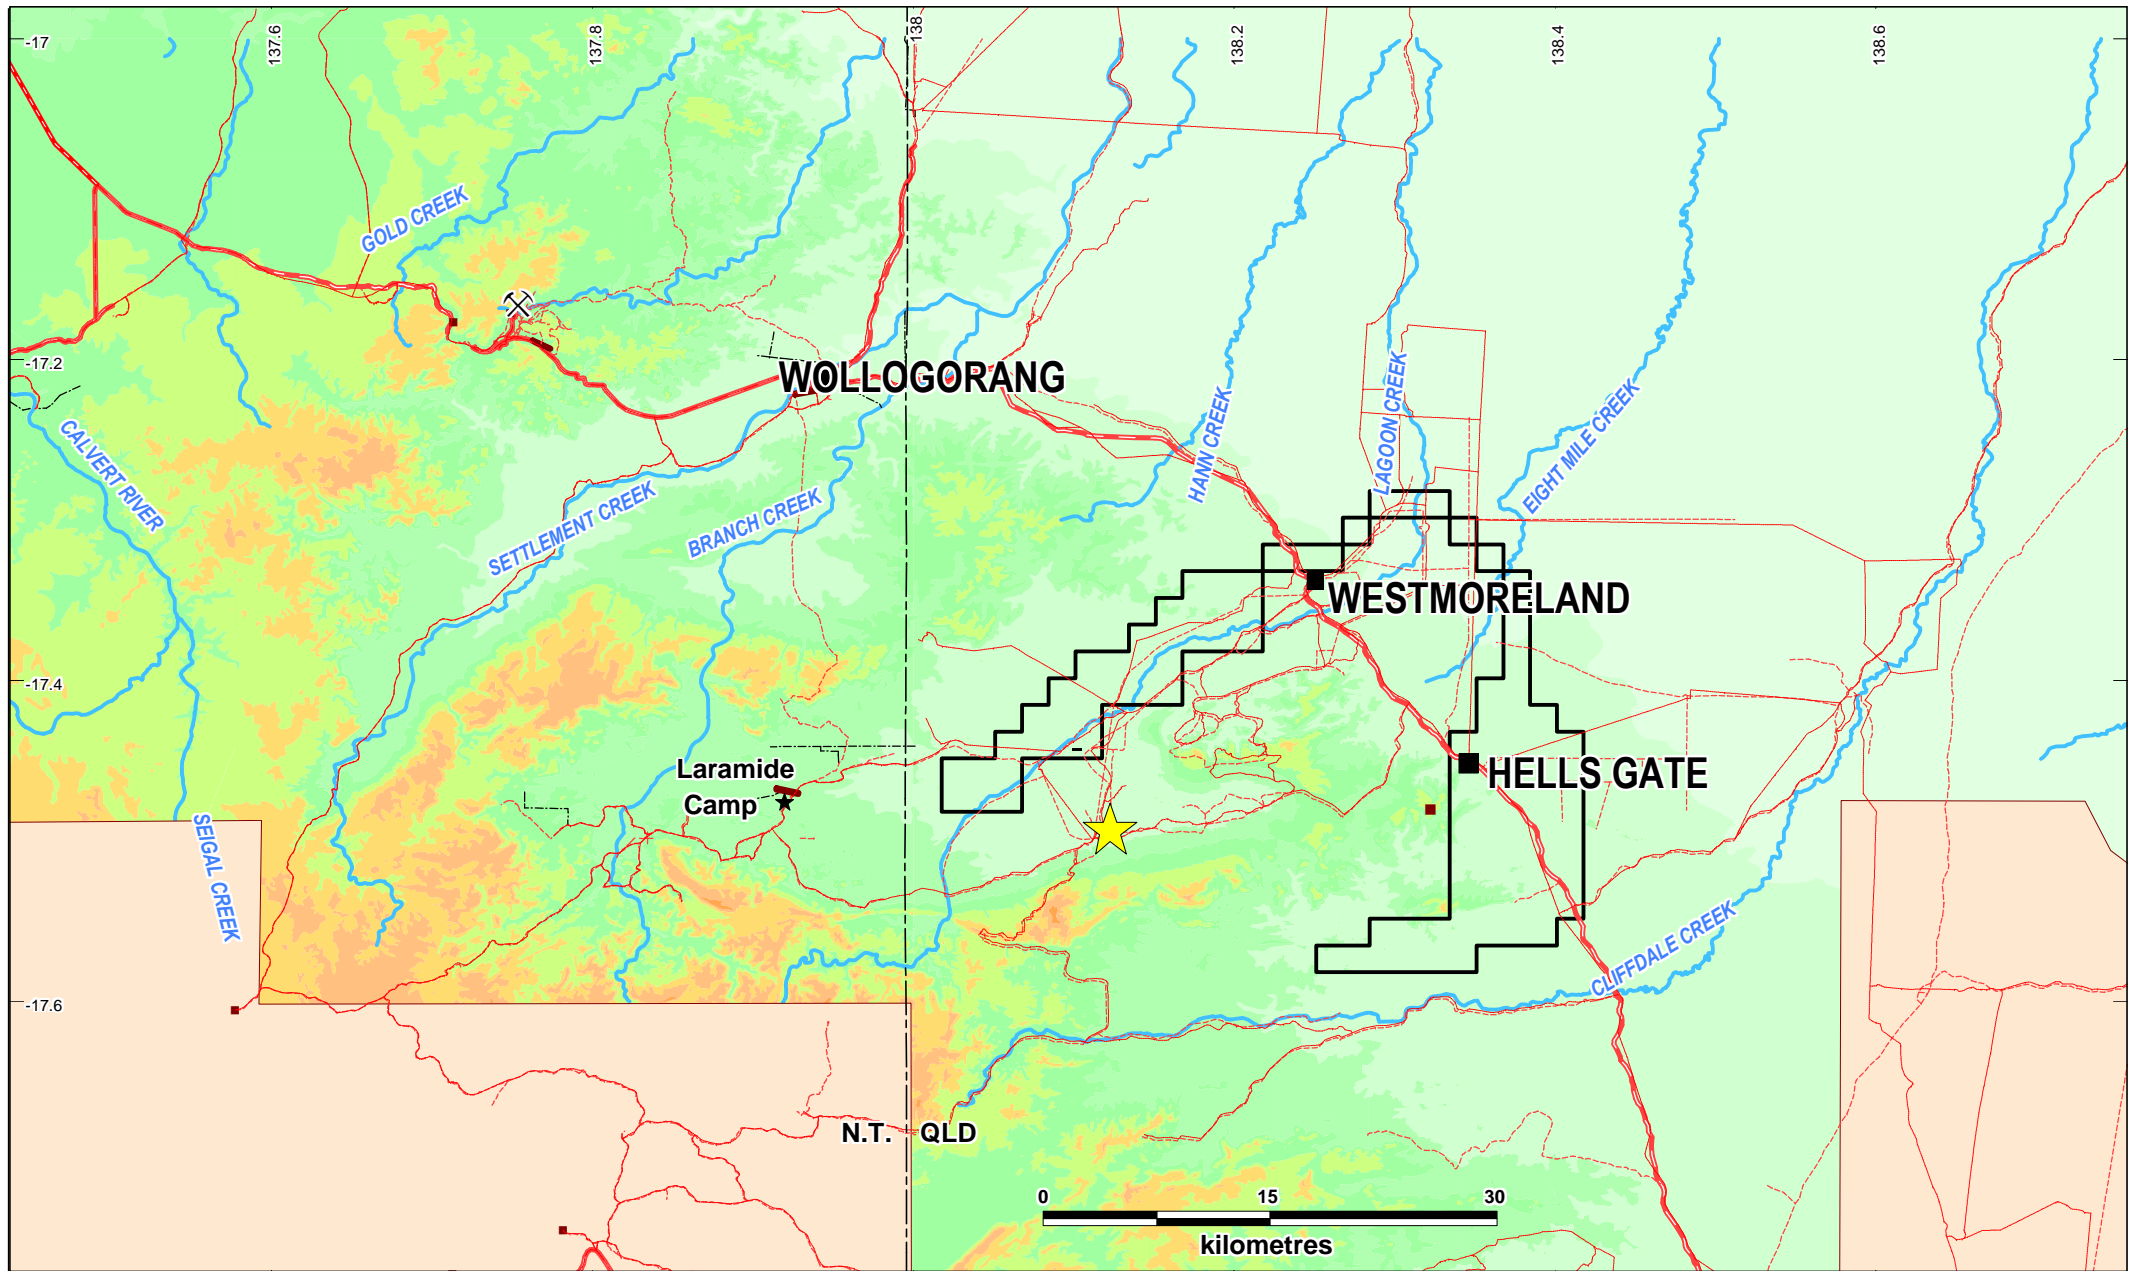 137.6
137.8
138
138.2
138.4
138.6
-17
-17.2
-17.4
-17.6
GOLD CREEK
WOLLOGORANG
CALVERT RIVER
SETTLEMENT CREEK
BRANCH CREEK
HANN CREEK
LAGOON CREEK
EIGHT MILE CREEK
WESTMORELAND
Laramide
Camp
HELLS GATE
SEIGAL CREEK
CLIFFDALE CREEK
N.T.
QLD
0
15
30
kilometres